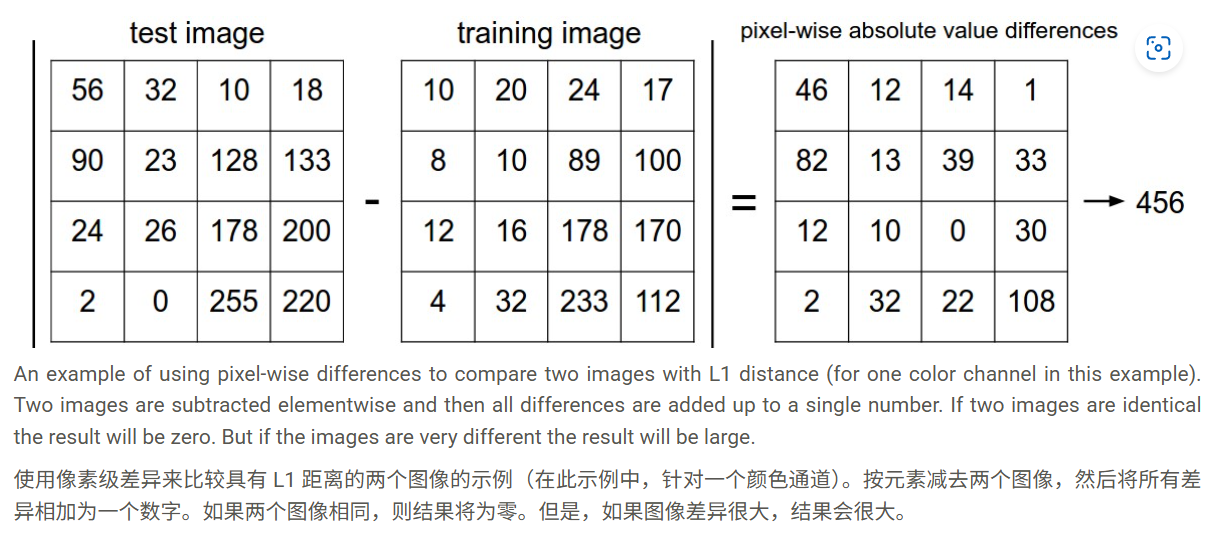 test image training image pixel-wise absolute value differences
56 32 10 18 10 20 24 17 46 12 14 1
90 23 128 133 8 10 89 100 82 13 39 33
- = → 456
24 26 178 200 12 16 178 170 12 10 0 30
2 0 255 220 4 32 233 112 2 32 22 108
An example of using pixel-wise differences to compare two images with L1 distance (for one color channel in this example).
Two images are subtracted elementwise and then all differences are added up to a single number. If two images are identical
the result will be zero. But if the images are very different the result will be large.
使用像素级差异来比较具有 L1 距离的两个图像的示例（在此示例中，针对一个颜色通道）。按元素减去两个图像，然后将所有差
异相加为一个数字。如果两个图像相同，则结果将为零。但是，如果图像差异很大，结果会很大。